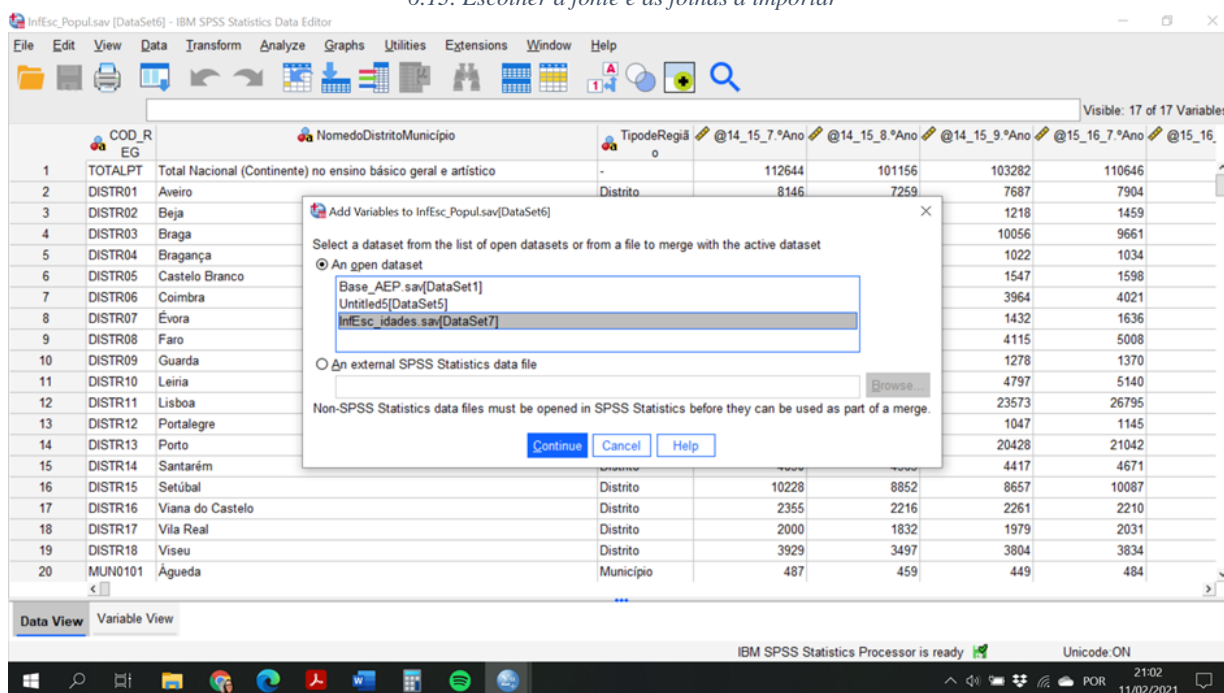 6.15. Escolher a fonte e as folhas a importar
InfEsc_Popul.sav [DataSet6] - IBM SPSS Statistics Data Editor
File Edit View Data Transform Analyze Graphs Utilities Extensions Window Help
Visible: 17 of 17 Variables
COD_R
EG
NomedoDistritoMunicípio
TipodeRegiã
o
@14_15_7.ºAno @14_15_8.ºAno @14_15_9.ºAno @15_16_7.ºAno @15_16_
1 TOTALPT Total Nacional (Continente) no ensino básico geral e artístico - 112644 101156 103282 110646
2 DISTR01 Aveiro Distrito 8146 7259 7687 7904
3 DISTR02 Beja 1218 1459
4 DISTR03 Braga 10056 9661
5 DISTR04 Bragança 1022 1034
6 DISTR05 Castelo Branco 1547 1598
7 DISTR06 Coimbra 3964 4021
8 DISTR07 Évora 1432 1636
9 DISTR08 Faro 4115 5008
10 DISTR09 Guarda 1278 1370
11 DISTR10 Leiria 4797 5140
12 DISTR11 Lisboa 23573 26795
13 DISTR12 Portalegre 1047 1145
14 DISTR13 Porto 20428 21042
15 DISTR14 Santarém 4417 4671
16 DISTR15 Setúbal Distrito 10228 8852 8657 10087
17 DISTR16 Viana do Castelo Distrito 2355 2216 2261 2210
18 DISTR17 Vila Real Distrito 2000 1832 1979 2031
19 DISTR18 Viseu Distrito 3929 3497 3804 3834
20 MUN0101 Águeda Município 487 459 449 484
Add Variables to InfEsc_Popul.sav[DataSet6]
Select a dataset from the list of open datasets or from a file to merge with the active dataset
An open dataset
Base_AEP.sav[DataSet1]
Untitled5[DataSet5]
InfEsc_idades.sav[DataSet7]
An external SPSS Statistics data file
Browse...
Non-SPSS Statistics data files must be opened in SPSS Statistics before they can be used as part of a merge.
Continue Cancel Help
Data View Variable View
IBM SPSS Statistics Processor is ready Unicode:ON
POR
21:02
11/02/2021